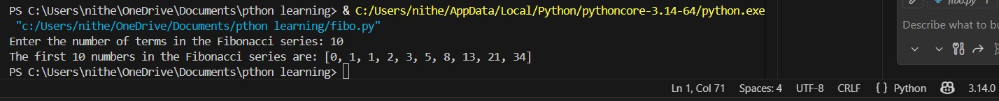 PS C:\Users\nithe\OneDrive\Documents\pthon learning> & C:/Users/nithe/AppData/Local/Python/pythoncore-3.14-64/python.exe
"c:/Users/nithe/OneDrive/Documents/pthon learning/fibo.py"
Enter the number of terms in the Fibonacci series: 10
The first 10 numbers in the Fibonacci series are: [0, 1, 1, 2, 3, 5, 8, 13, 21, 34]
PS C:\Users\nithe\OneDrive\Documents\pthon learning>
fibo.py
Describe what to bu
Ln 1, Col 71 Spaces: 4 UTF-8 CRLF {} Python 3.14.0